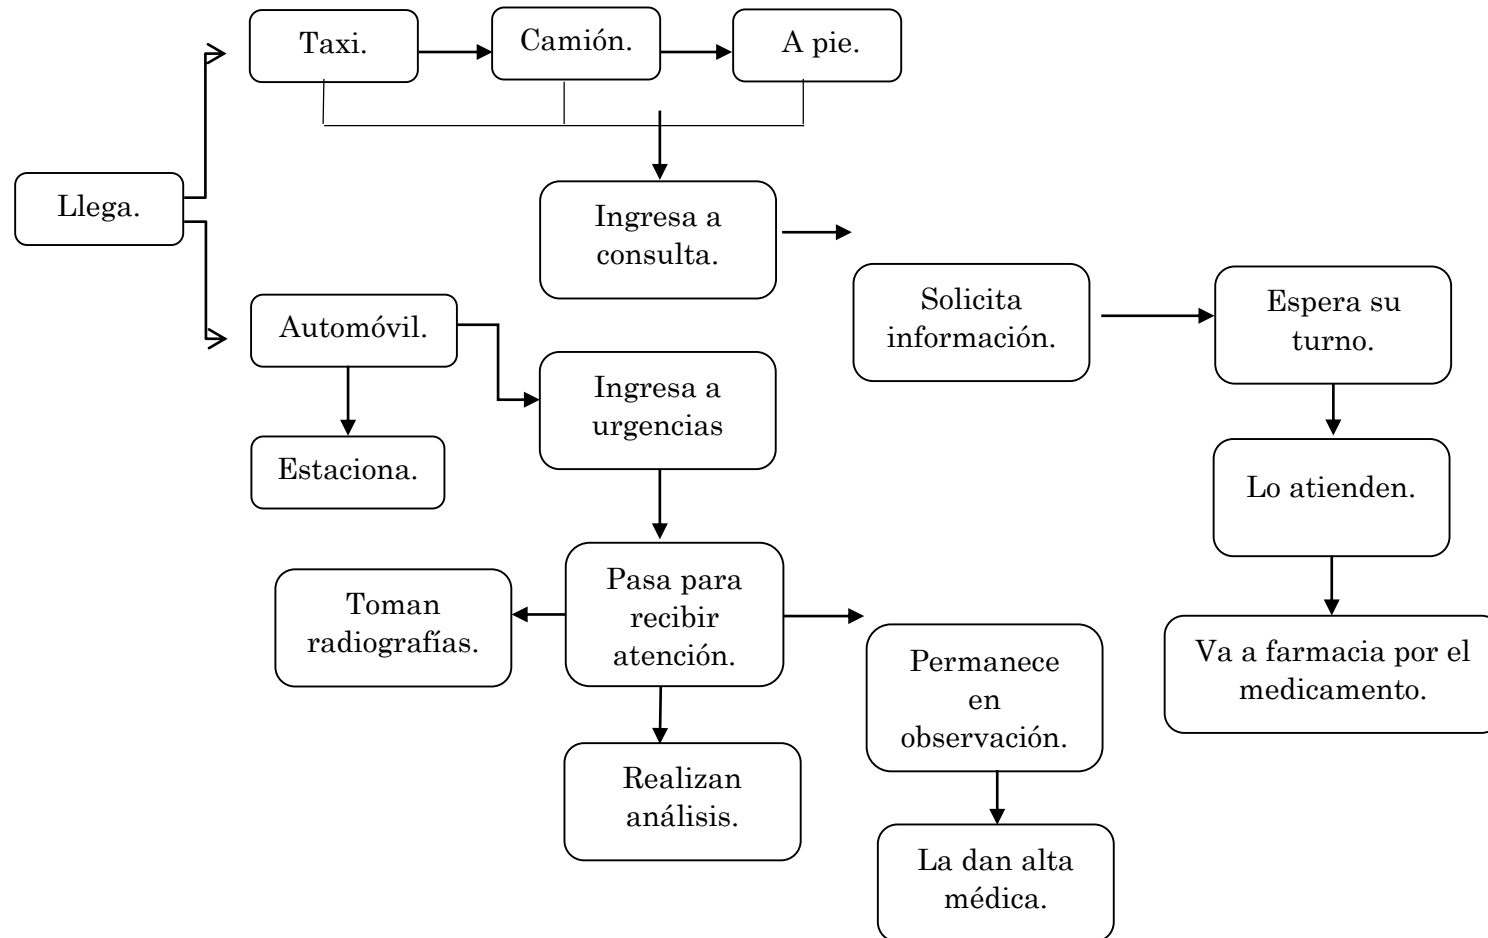 Taxi.
Camión.
A pie.
Llega.
Ingresa a
consulta.
Solicita
información.
Espera su
turno.
Automóvil.
Ingresa a
urgencias
Estaciona.
Lo atienden.
Toman
radiografías.
Pasa para
recibir
atención.
Permanece
en
observación.
Va a farmacia por el
medicamento.
Realizan
análisis.
La dan alta
médica.